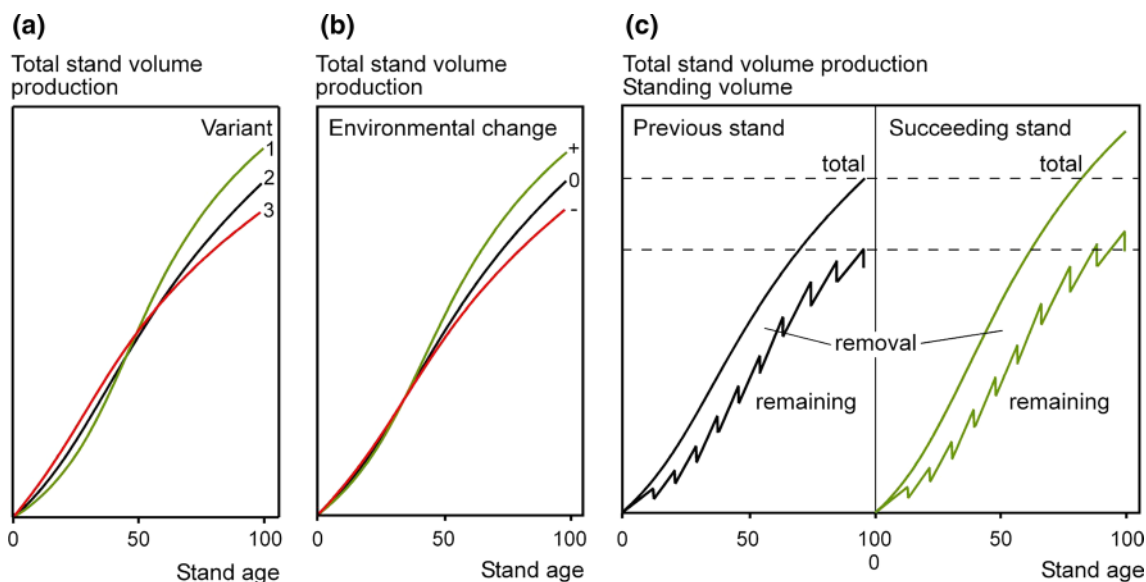 (a)
Total stand volume
production
Variant
1
2
3
0
50
100
Stand age
(b)
Total stand volume
production
Environmental change
+
0
-
0
50
100
Stand age
(c)
Total stand volume production
Standing volume
Previous stand
Succeeding stand
total
total
removal
remaining
remaining
0
50
100
0
50
100
Stand age
Stand age